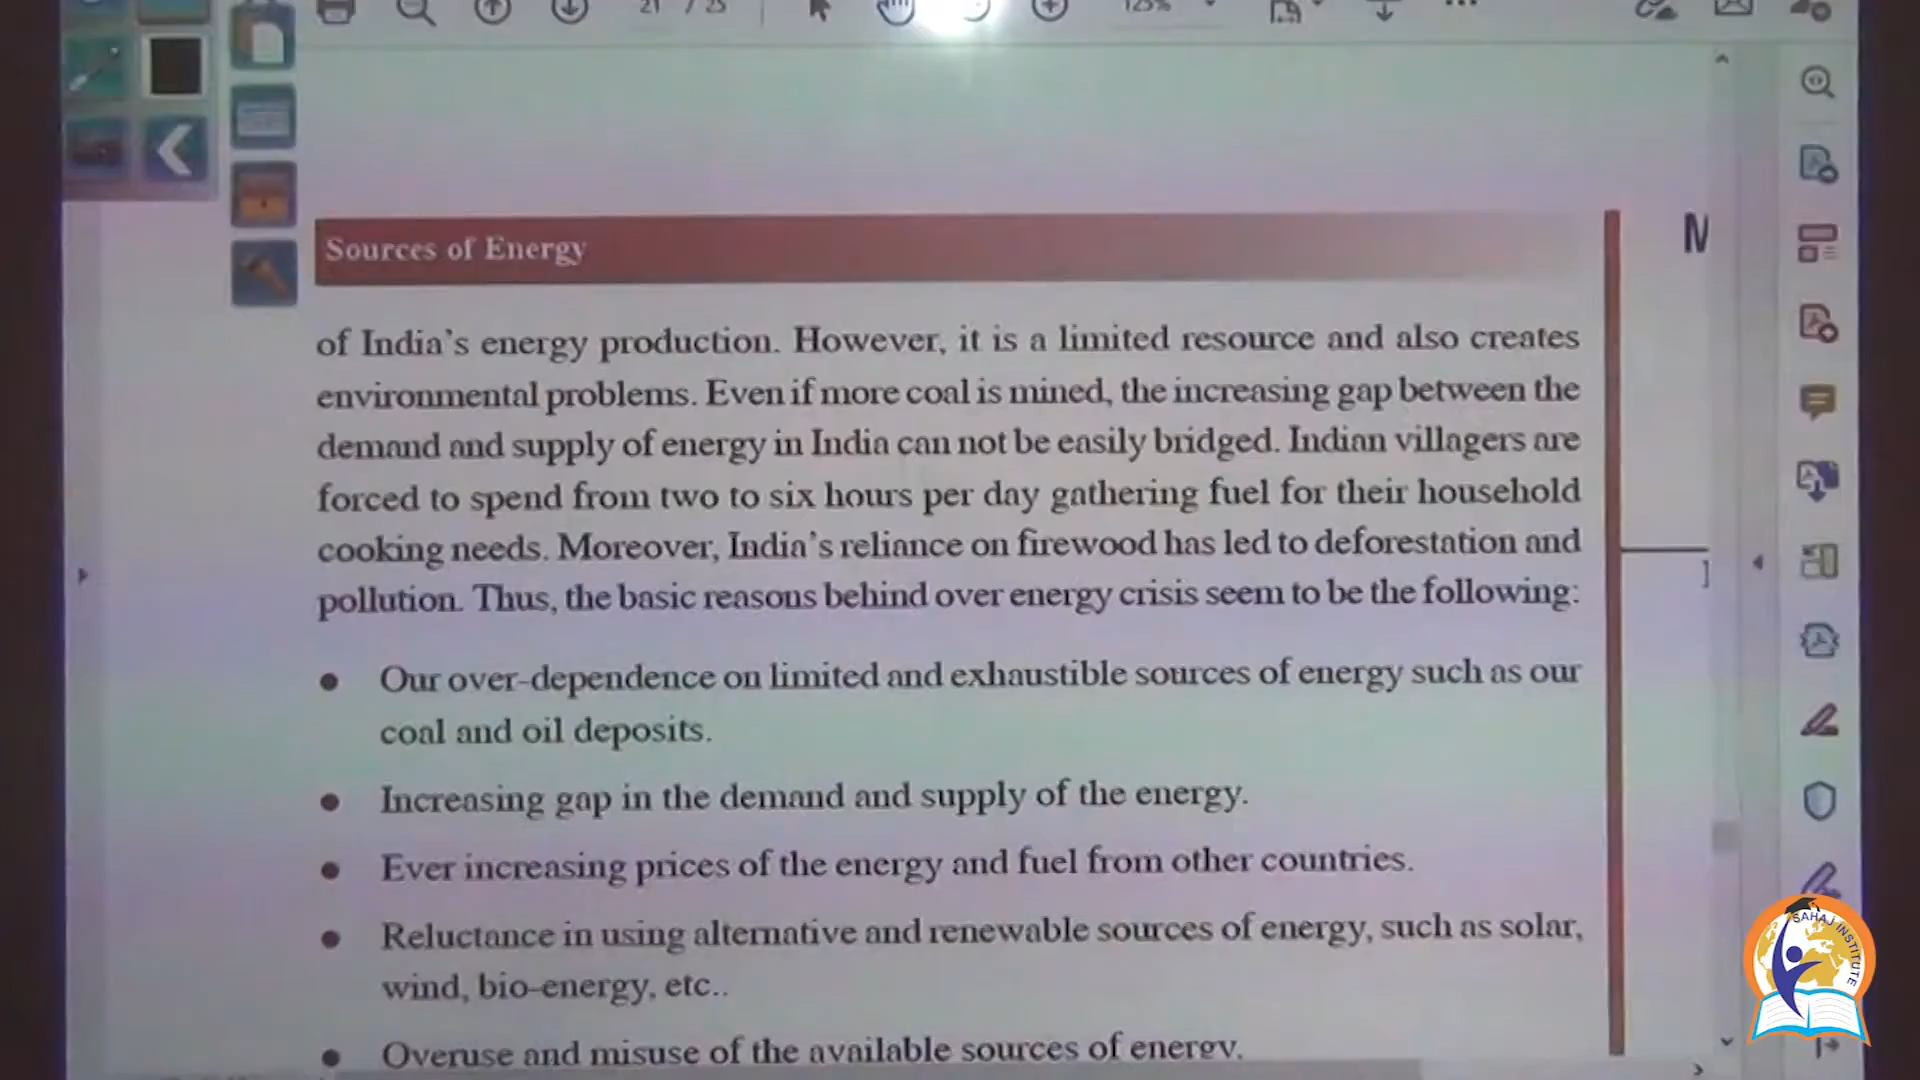 21 / 25
125%
Sources of Energy
of India's energy production. However, it is a limited resource and also creates
environmental problems. Even if more coal is mined, the increasing gap between the
demand and supply of energy in India can not be easily bridged. Indian villagers are
forced to spend from two to six hours per day gathering fuel for their household
cooking needs. Moreover, India's reliance on firewood has led to deforestation and
pollution. Thus, the basic reasons behind over energy crisis seem to be the following:
● Our over-dependence on limited and exhaustible sources of energy such as our
coal and oil deposits.
● Increasing gap in the demand and supply of the energy.
● Ever increasing prices of the energy and fuel from other countries.
● Reluctance in using alternative and renewable sources of energy, such as solar,
wind, bio-energy, etc..
● Overuse and misuse of the available sources of energy.
SAHAJ INSTITUTE